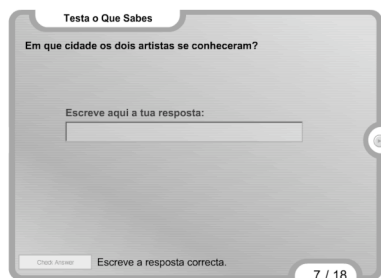 Testa o Que Sabes
Em que cidade os dois artistas se conheceram?
Escreve aqui a tua resposta:
Check Answer
Escreve a resposta correcta.
7 / 18